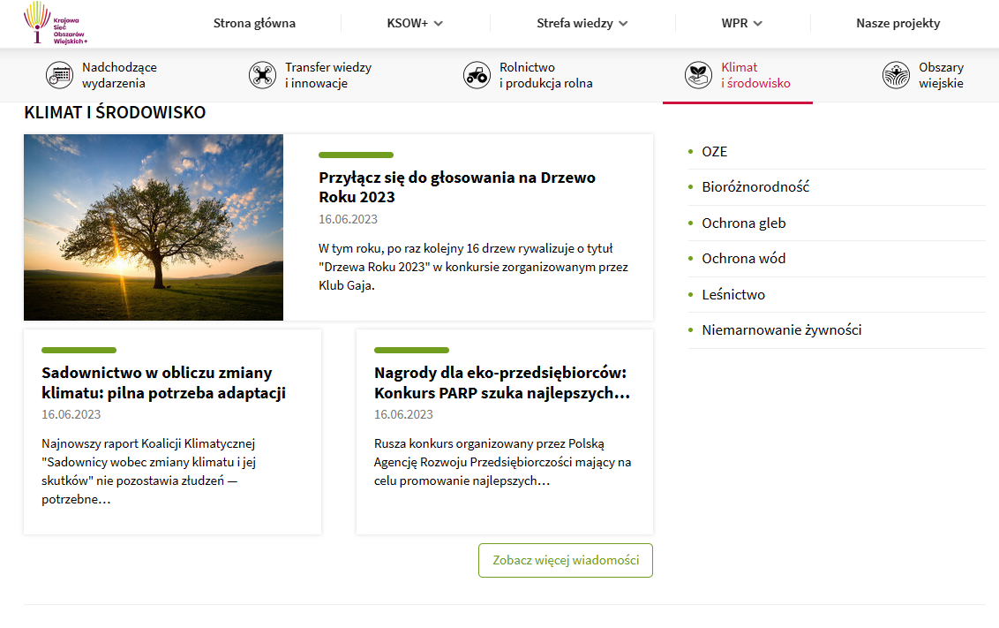 Krajowa
Sieć
Obszarów
Wiejskich+
Strona główna
KSOW+
Strefa wiedzy
WPR
Nasze projekty
Nadchodzące
wydarzenia
Transfer wiedzy
i innowacje
Rolnictwo
i produkcja rolna
Klimat
i środowisko
Obszary
wiejskie
KLIMAT I ŚRODOWISKO
Przyłącz się do głosowania na Drzewo
Roku 2023
16.06.2023
W tym roku, po raz kolejny 16 drzew rywalizuje o tytuł
"Drzewa Roku 2023" w konkursie zorganizowanym przez
Klub Gaja.
Sadownictwo w obliczu zmiany
klimatu: pilna potrzeba adaptacji
16.06.2023
Najnowszy raport Koalicji Klimatycznej
"Sadownicy wobec zmiany klimatu i jej
skutków" nie pozostawia złudzeń —
potrzebne…
Nagrody dla eko-przedsiębiorców:
Konkurs PARP szuka najlepszych…
16.06.2023
Rusza konkurs organizowany przez Polską
Agencję Rozwoju Przedsiębiorczości mający na
celu promowanie najlepszych…
Zobacz więcej wiadomości
OZE
Bioróżnorodność
Ochrona gleb
Ochrona wód
Leśnictwo
Niemarnowanie żywności